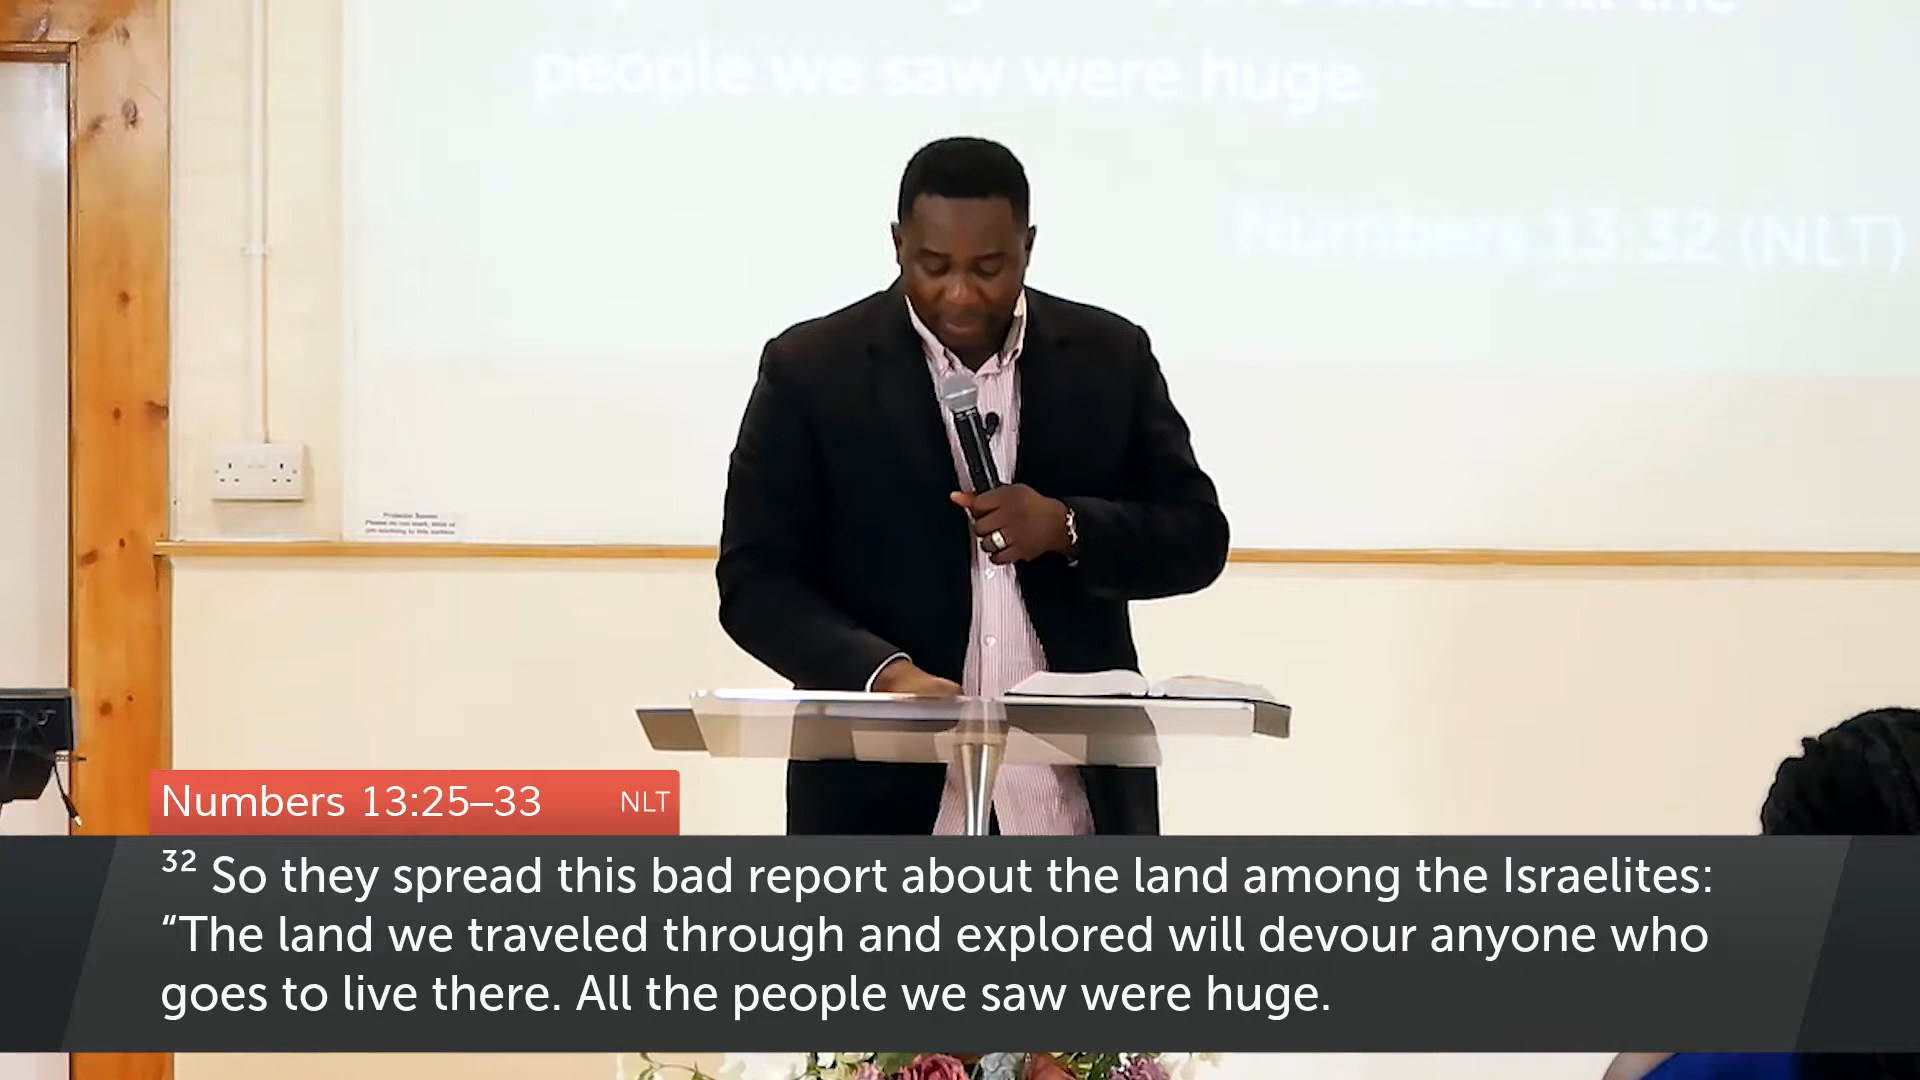 people we saw were huge.
Numbers 13:32 (NLT)
Projector Screen
Numbers 13:25–33 NLT
³² So they spread this bad report about the land among the Israelites:
“The land we traveled through and explored will devour anyone who
goes to live there. All the people we saw were huge.